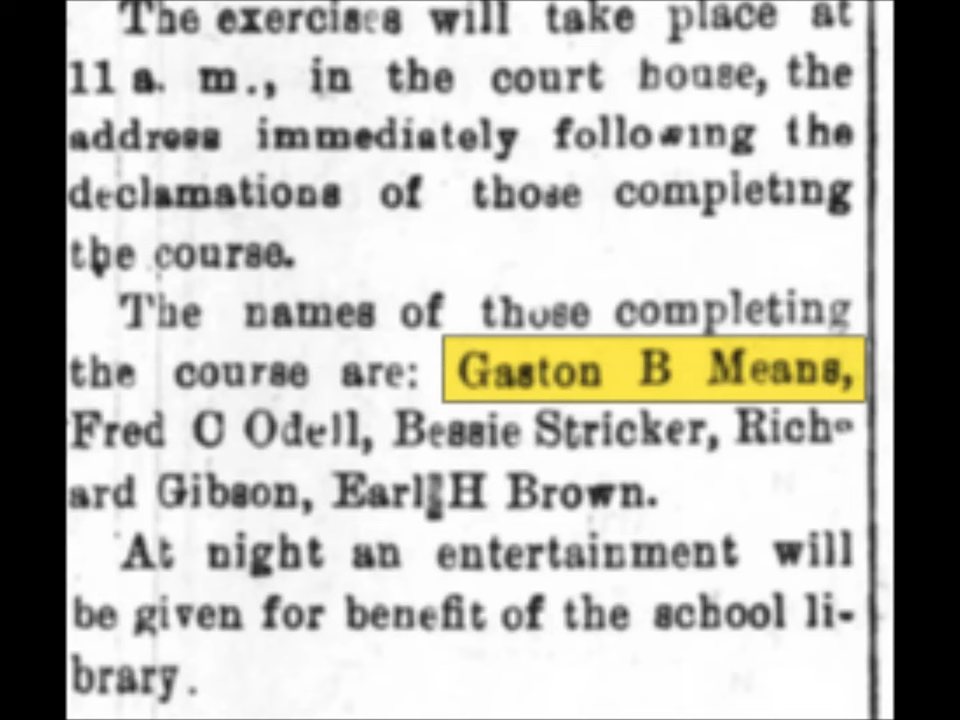 The exercises will take place at
11 a. m., in the court house, the
address immediately following the
declamations of those completing
the course.
The names of those completing
the course are: Gaston B Means,
Fred C Odell, Bessie Stricker, Rich-
ard Gibson, Earl H Brown.
At night an entertainment will
be given for benefit of the school li-
brary.